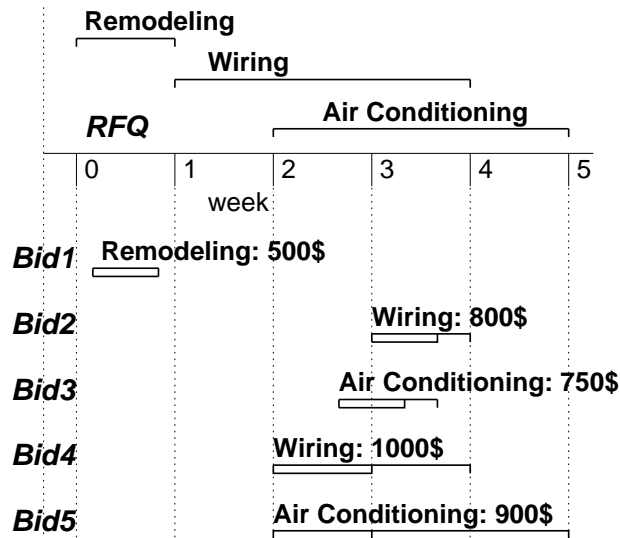 Remodeling
Wiring
RFQ Air Conditioning
0 1 2 3 4 5
week
Bid1 Remodeling: 500$
Bid2 Wiring: 800$
Bid3 Air Conditioning: 750$
Bid4 Wiring: 1000$
Bid5 Air Conditioning: 900$